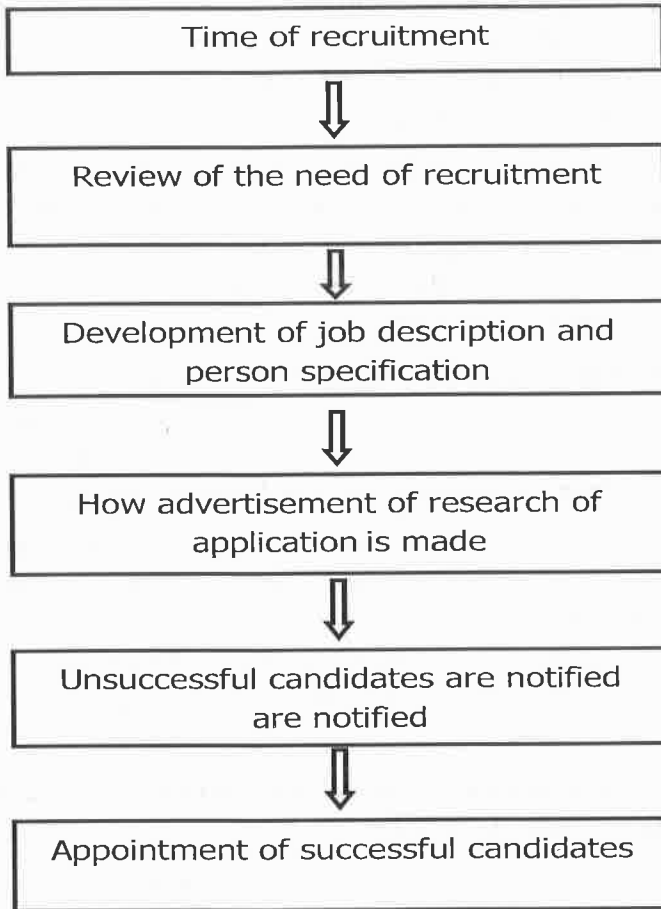 Time of recruitment
Review of the need of recruitment
Development of job description and
person specification
How advertisement of research of
application is made
Unsuccessful candidates are notified
are notified
Appointment of successful candidates